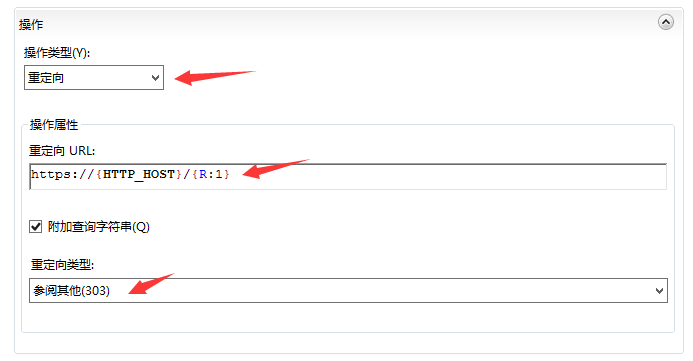 操作
操作类型(Y):
重定向
操作属性
重定向 URL:
https://{HTTP_HOST}/{R:1}
附加查询字符串(Q)
重定向类型:
参阅其他(303)